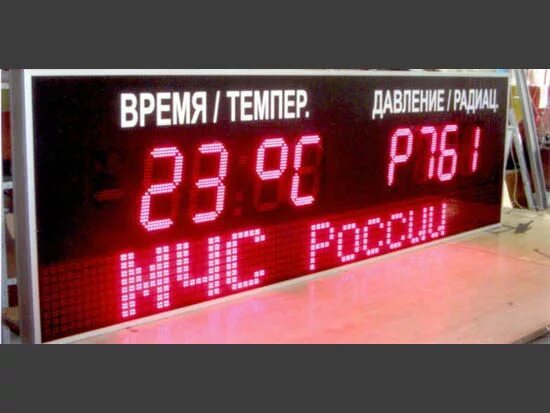 ВРЕМЯ / ТЕМПЕР. ДАВЛЕНИЕ / РАДИАЦ.
23 °C P761
МЧС России